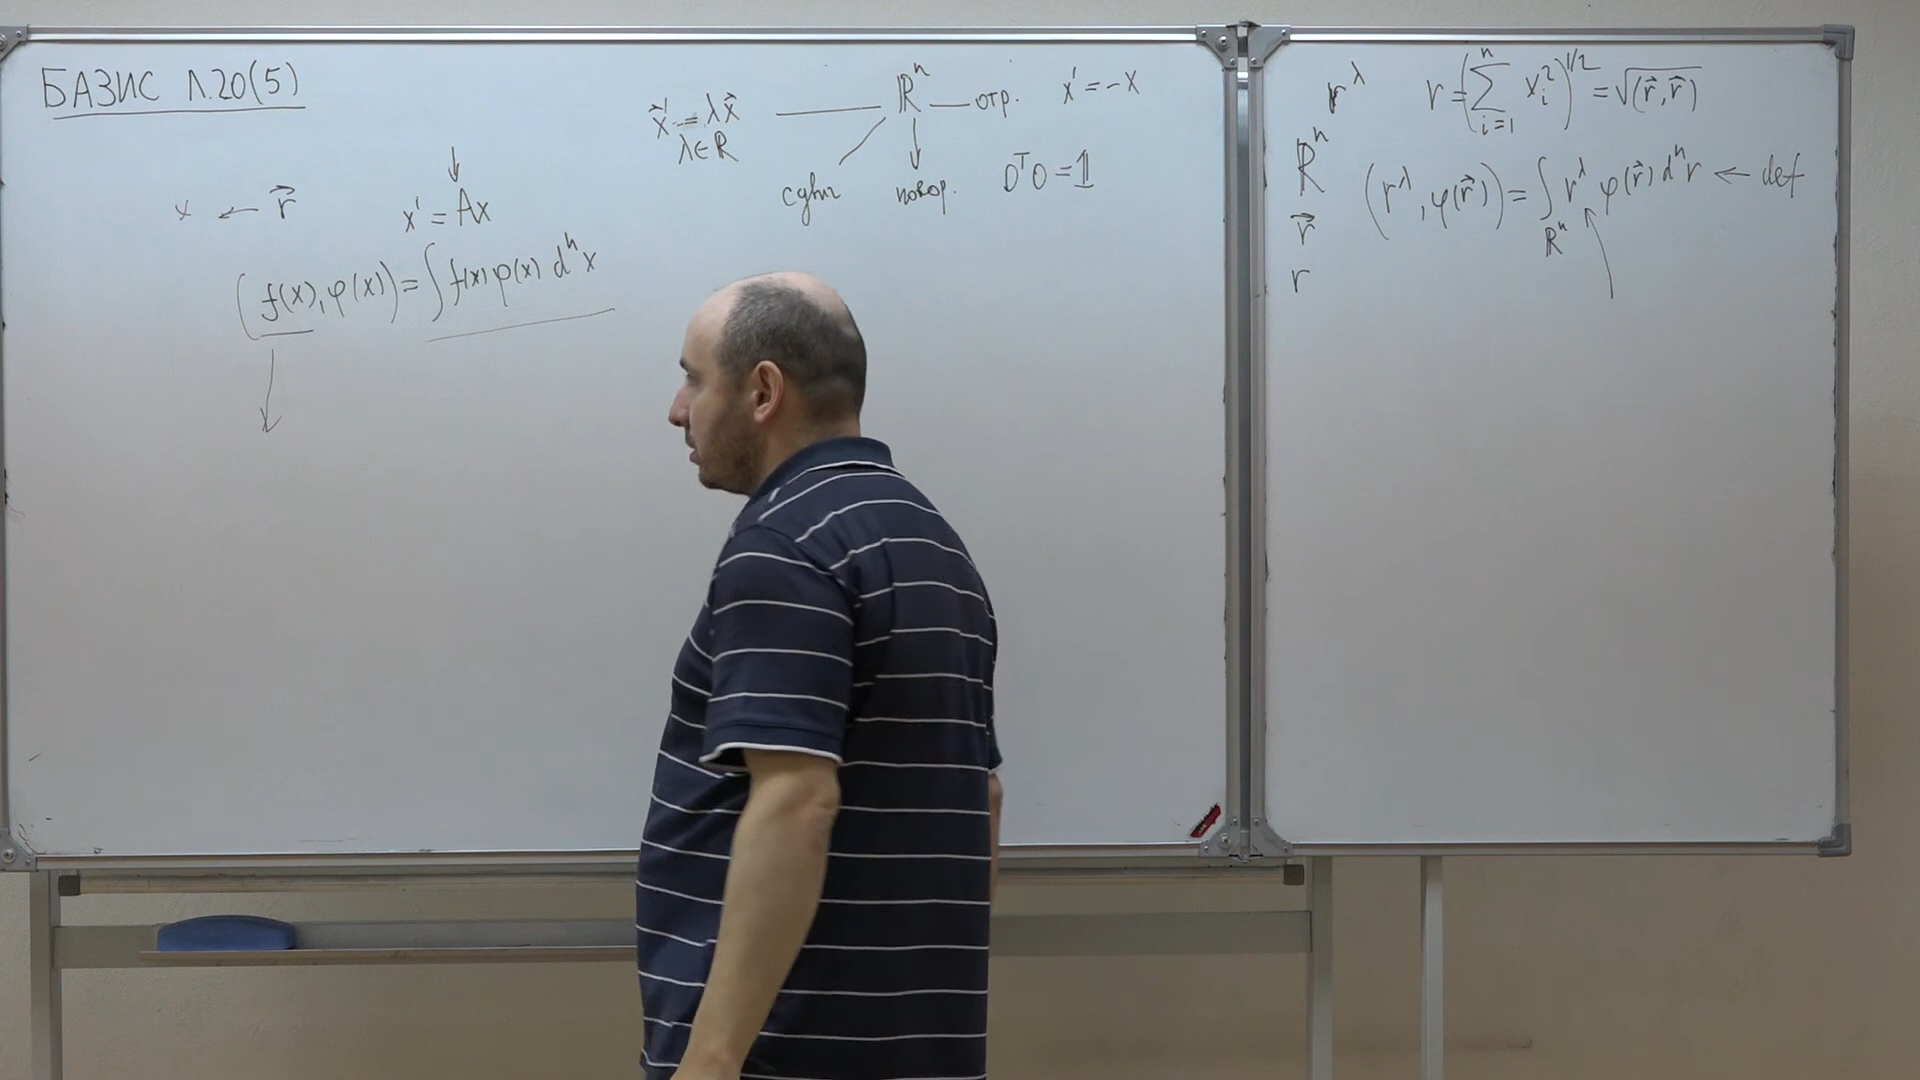 БАЗИС Л.20(5)
x⃗' = λx⃗ — ℝⁿ — отр. x' = -x
λ∈ℝ
сдвиг повор. OᵀO = 𝟙
x ← r⃗ x' = Ax
(f(x), φ(x)) = ∫ f(x) φ(x) dⁿx
r^λ r = (∑_{i=1}^{n} x_i²)^{1/2} = √(r⃗, r⃗)
ℝⁿ
(r^λ, φ(r⃗)) = ∫_{ℝⁿ} r^λ φ(r⃗) dⁿr ← def
r⃗
r